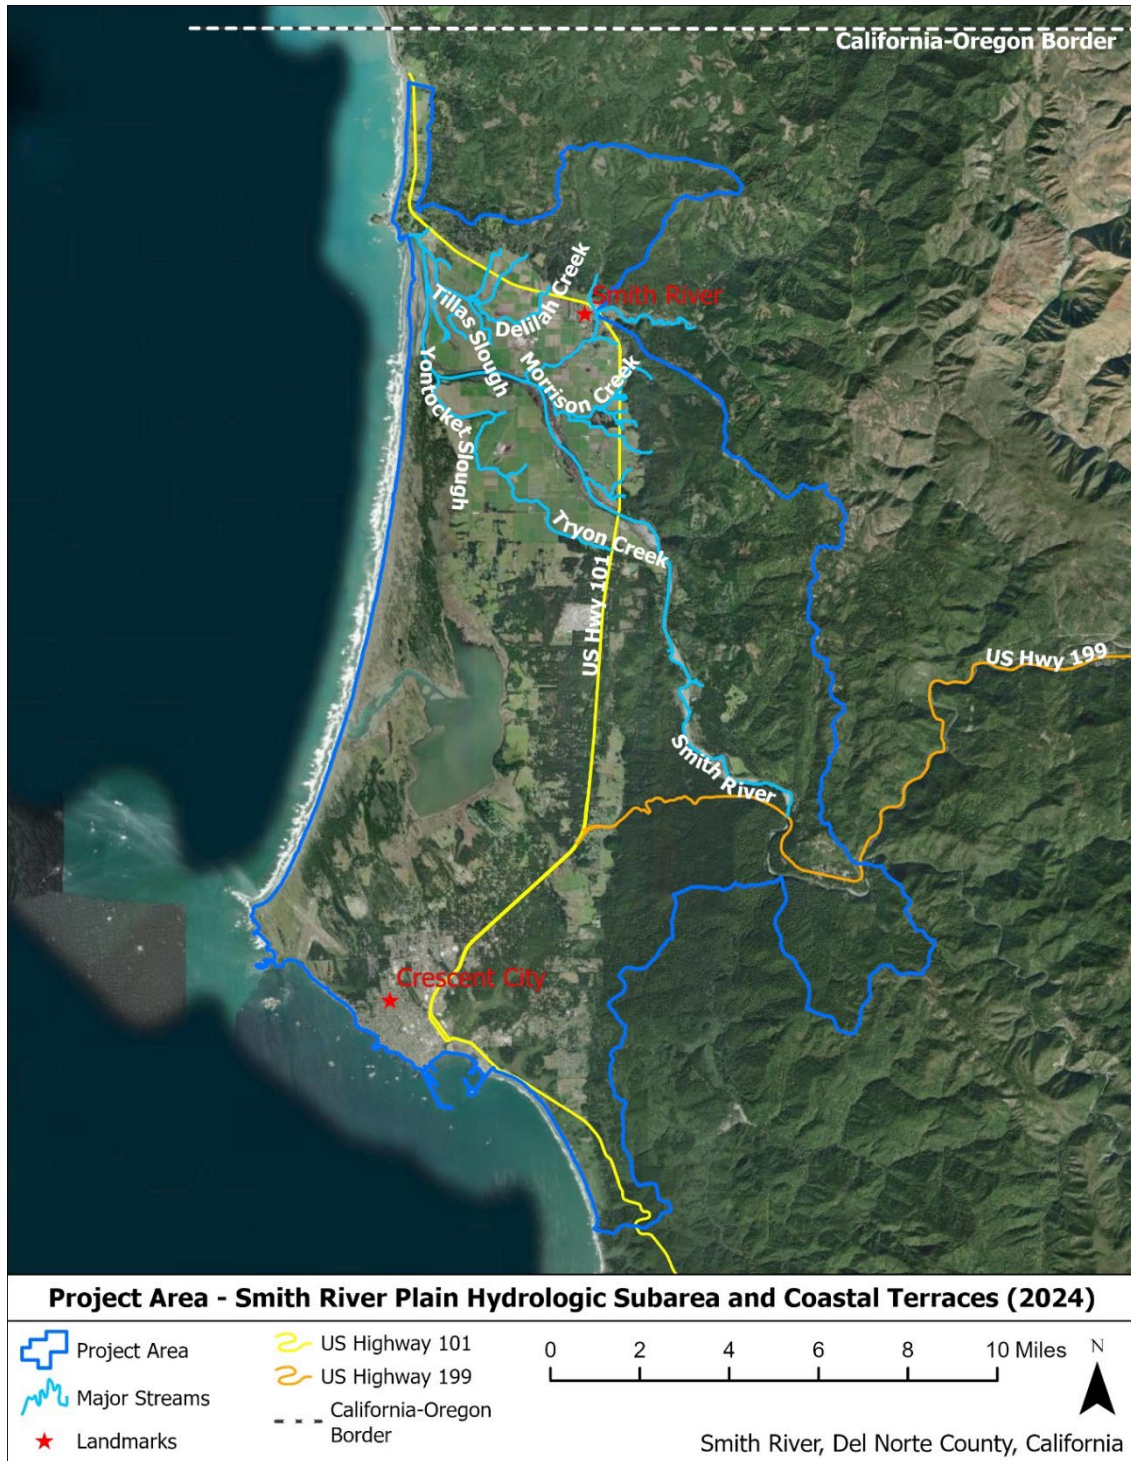 California-Oregon Border
Smith River
Delilah Creek
Tillas Slough
Morrison Creek
Yontocket Slough
Tryon Creek
US Hwy 101
US Hwy 199
Smith River
Crescent City
Project Area - Smith River Plain Hydrologic Subarea and Coastal Terraces (2024)
Project Area
Major Streams
Landmarks
US Highway 101
US Highway 199
California-Oregon
Border
0 2 4 6 8 10 Miles
N
Smith River, Del Norte County, California